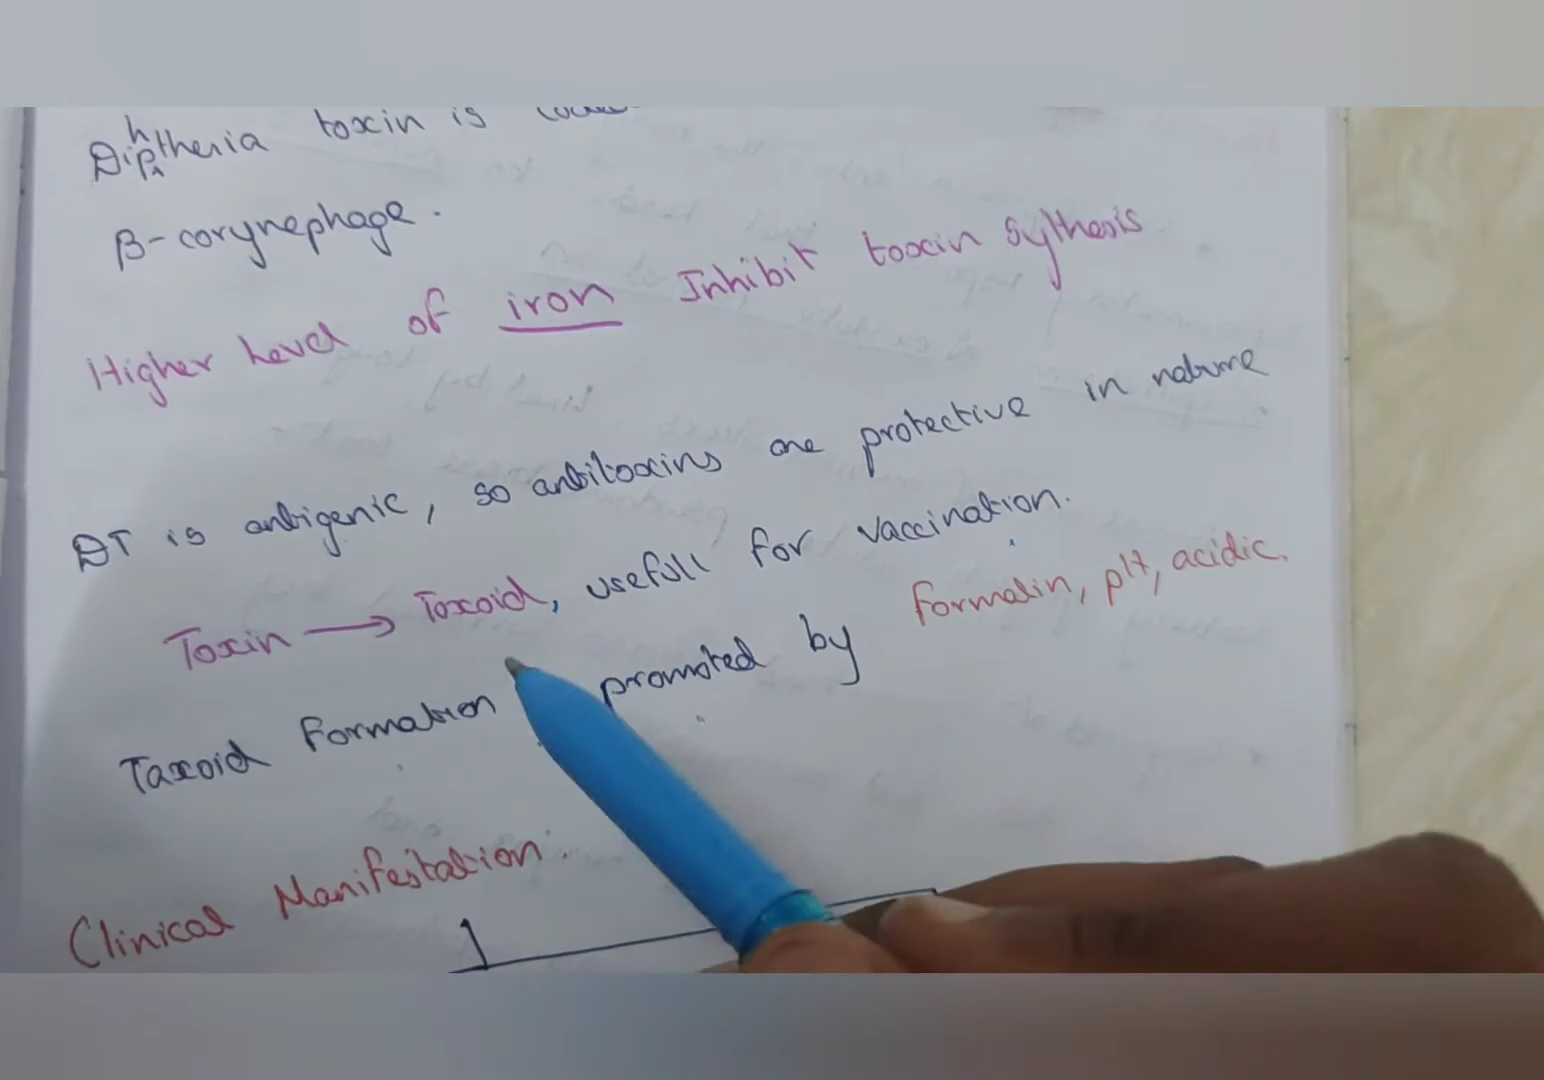 Diphtheria toxin is
β-corynephage.
Higher Level of iron Inhibit toxin Sythesis
DT is antigenic, so antitoxins are protective in nature
Toxin → Toxoid, usefull for vaccination.
Toxoid Formation promoted by formalin, pH, acidic.
Clinical Manifestation: